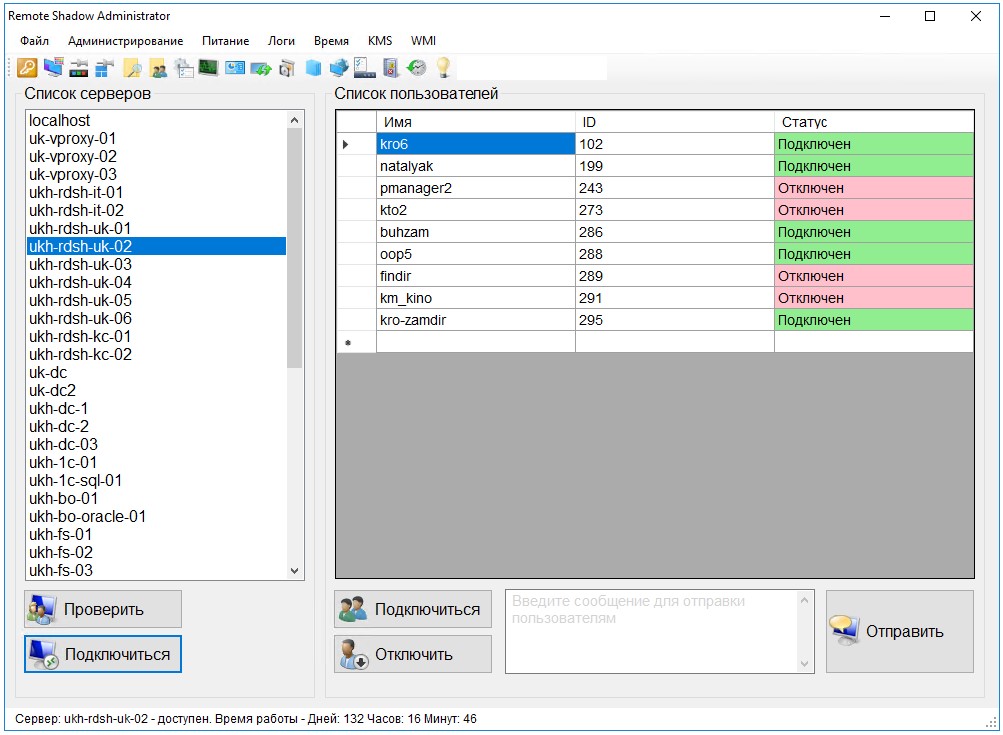 Remote Shadow Administrator
Файл Администрирование Питание Логи Время KMS WMI
Список серверов
localhost
uk-vproxy-01
uk-vproxy-02
uk-vproxy-03
ukh-rdsh-it-01
ukh-rdsh-it-02
ukh-rdsh-uk-01
ukh-rdsh-uk-02
ukh-rdsh-uk-03
ukh-rdsh-uk-04
ukh-rdsh-uk-05
ukh-rdsh-uk-06
ukh-rdsh-kc-01
ukh-rdsh-kc-02
uk-dc
uk-dc2
ukh-dc-1
ukh-dc-2
ukh-dc-03
ukh-1c-01
ukh-1c-sql-01
ukh-bo-01
ukh-bo-oracle-01
ukh-fs-01
ukh-fs-02
ukh-fs-03
Проверить
Подключиться
Список пользователей
Имя ID Статус
kro6 102 Подключен
natalyak 199 Подключен
pmanager2 243 Отключен
kto2 273 Отключен
buhzam 286 Подключен
oop5 288 Подключен
findir 289 Отключен
km_kino 291 Отключен
kro-zamdir 295 Подключен
Подключиться
Отключить
Введите сообщение для отправки
пользователям
Отправить
Сервер: ukh-rdsh-uk-02 - доступен. Время работы - Дней: 132 Часов: 16 Минут: 46